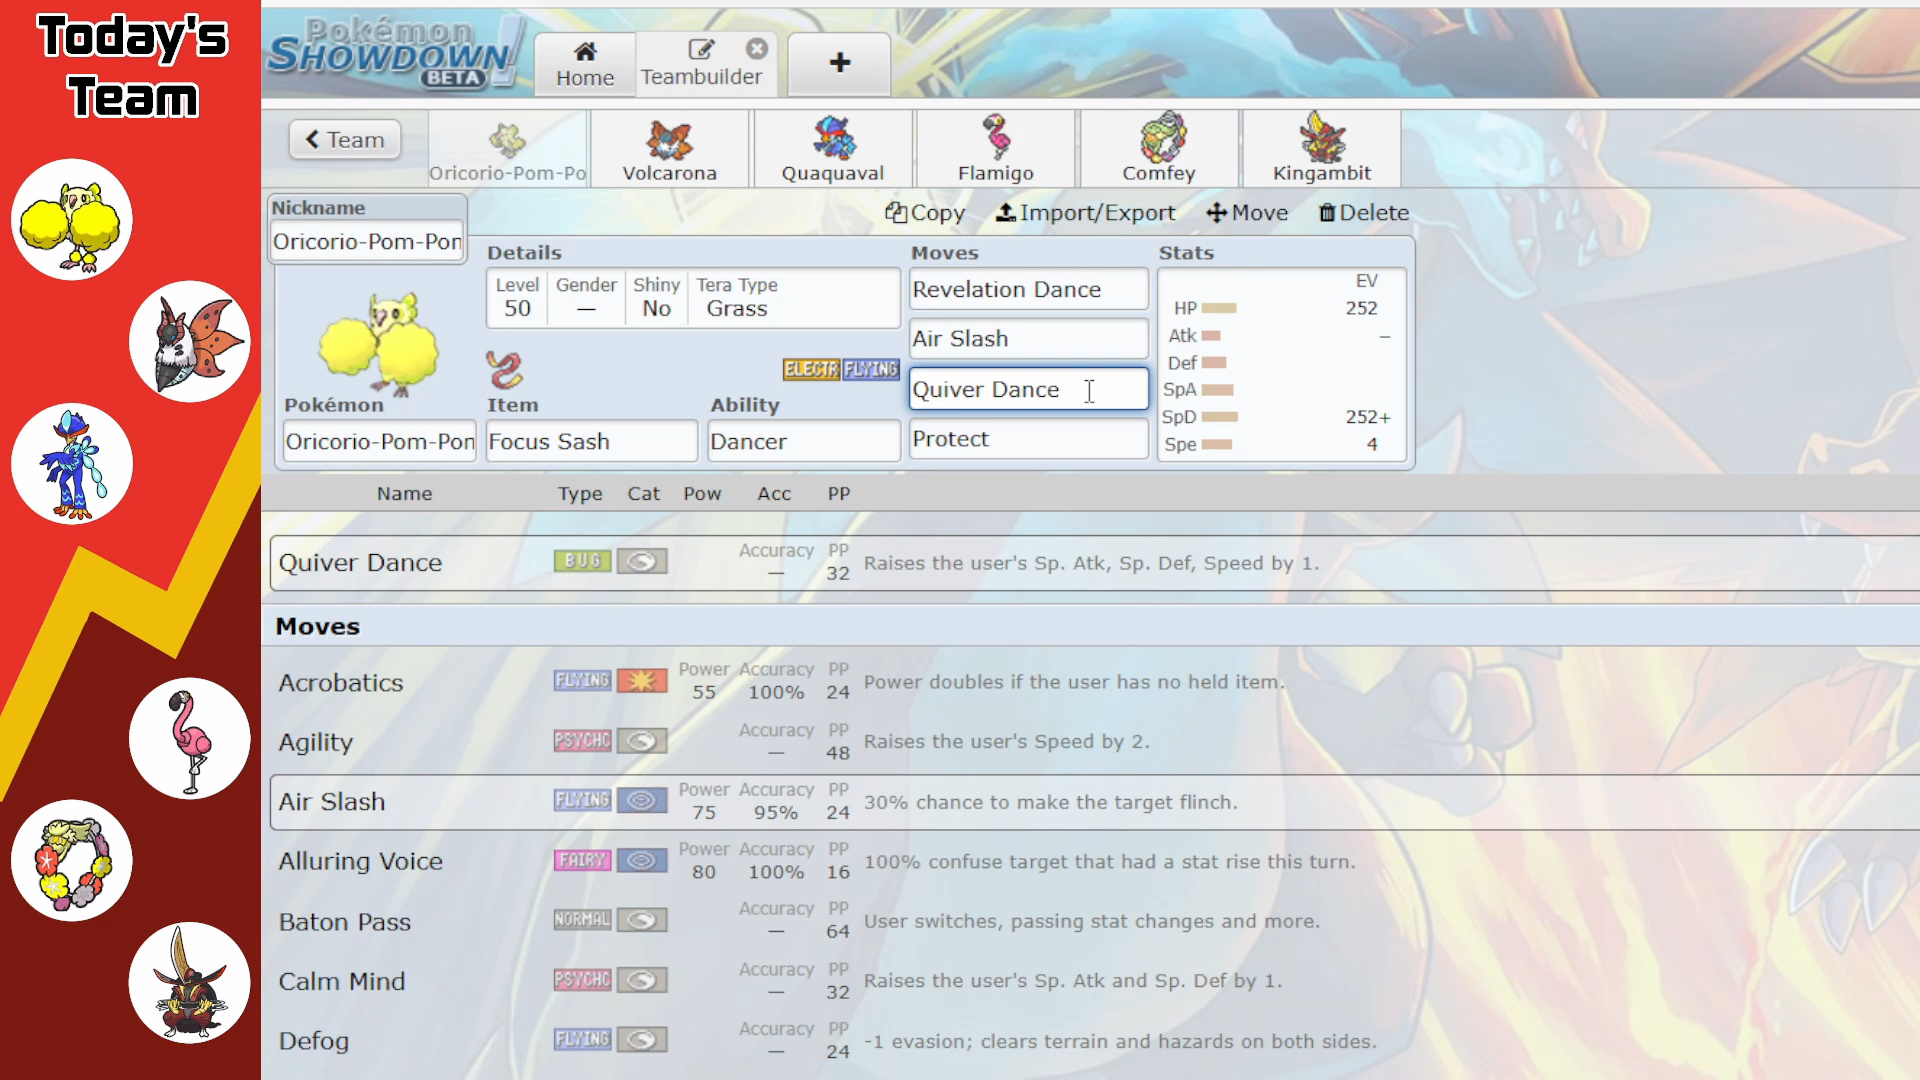 Today's
Team
Pokémon
SHOWDOWN!
BETA
Home
Teambuilder
+
Team
Oricorio-Pom-Po
Volcarona
Quaquaval
Flamigo
Comfey
Kingambit
Copy
Import/Export
Move
Delete
Nickname
Oricorio-Pom-Pon
Details
Level
50
Gender
—
Shiny
No
Tera Type
Grass
ELECTR FLYING
Pokémon
Oricorio-Pom-Pon
Item
Focus Sash
Ability
Dancer
Moves
Revelation Dance
Air Slash
Quiver Dance
Protect
Stats
EV
HP 252
Atk –
Def
SpA
SpD 252+
Spe 4
Name Type Cat Pow Acc PP
Quiver Dance BUG Accuracy — PP 32 Raises the user's Sp. Atk, Sp. Def, Speed by 1.
Moves
Acrobatics FLYING Power 55 Accuracy 100% PP 24 Power doubles if the user has no held item.
Agility PSYCHC Accuracy — PP 48 Raises the user's Speed by 2.
Air Slash FLYING Power 75 Accuracy 95% PP 24 30% chance to make the target flinch.
Alluring Voice FAIRY Power 80 Accuracy 100% PP 16 100% confuse target that had a stat rise this turn.
Baton Pass NORMAL Accuracy — PP 64 User switches, passing stat changes and more.
Calm Mind PSYCHC Accuracy — PP 32 Raises the user's Sp. Atk and Sp. Def by 1.
Defog FLYING Accuracy — PP 24 -1 evasion; clears terrain and hazards on both sides.